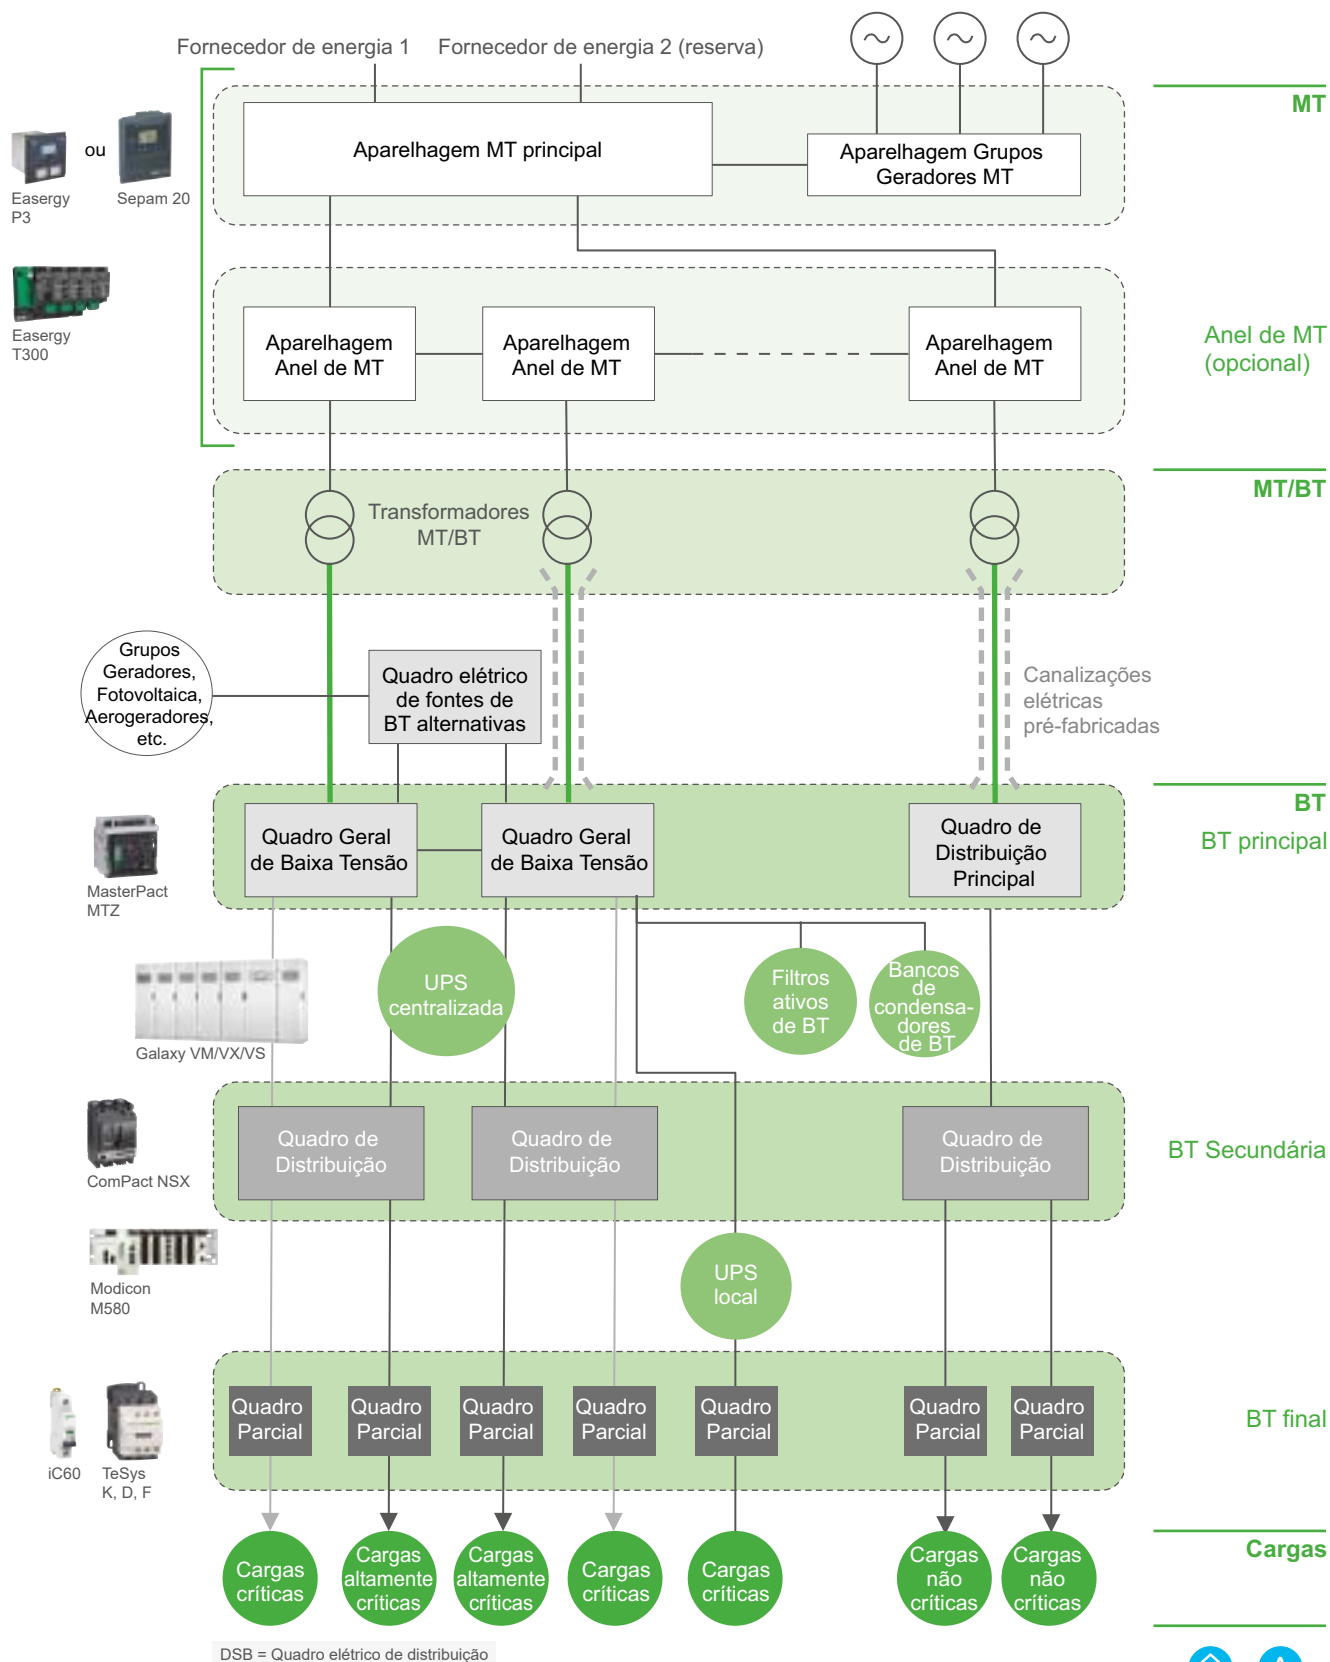 Fornecedor de energia 1
Fornecedor de energia 2 (reserva)
MT
Aparelhagem MT principal
Aparelhagem Grupos
Geradores MT
ou
Easergy
P3
Sepam 20
Easergy
T300
Aparelhagem
Anel de MT
Aparelhagem
Anel de MT
Aparelhagem
Anel de MT
Anel de MT
(opcional)
MT/BT
Transformadores
MT/BT
Grupos
Geradores,
Fotovoltaica,
Aerogeradores,
etc.
Quadro elétrico
de fontes de
BT alternativas
Canalizações
elétricas
pré-fabricadas
BT
BT principal
Quadro Geral
de Baixa Tensão
Quadro Geral
de Baixa Tensão
Quadro de
Distribuição
Principal
MasterPact
MTZ
UPS
centralizada
Filtros
ativos
de BT
Bancos
de
condensa-
dores
de BT
Galaxy VM/VX/VS
Quadro de
Distribuição
Quadro de
Distribuição
Quadro de
Distribuição
BT Secundária
ComPact NSX
Modicon
M580
UPS
local
Quadro
Parcial
Quadro
Parcial
Quadro
Parcial
Quadro
Parcial
Quadro
Parcial
Quadro
Parcial
Quadro
Parcial
BT final
iC60
TeSys
K, D, F
Cargas
Cargas
críticas
Cargas
altamente
críticas
Cargas
altamente
críticas
Cargas
críticas
Cargas
críticas
Cargas
não
críticas
Cargas
não
críticas
DSB = Quadro elétrico de distribuição